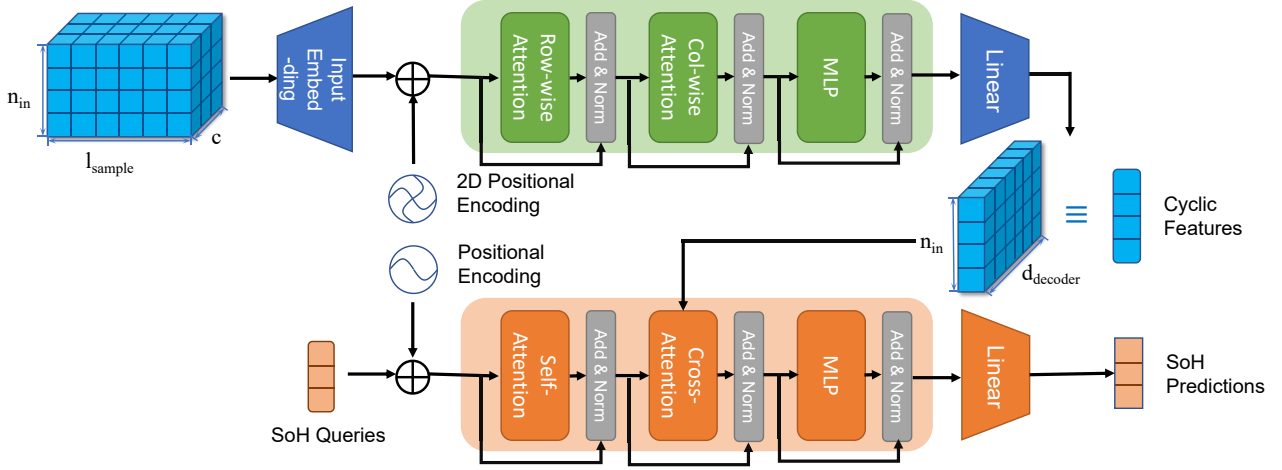 n_in
l_sample
c
Input
Embed
-ding
Row-wise
Attention
Add & Norm
Col-wise
Attention
Add & Norm
MLP
Add & Norm
Linear
2D Positional
Encoding
Positional
Encoding
n_in
d_decoder
≡
Cyclic
Features
SoH Queries
Self-
Attention
Add & Norm
Cross-
Attention
Add & Norm
MLP
Add & Norm
Linear
SoH
Predictions